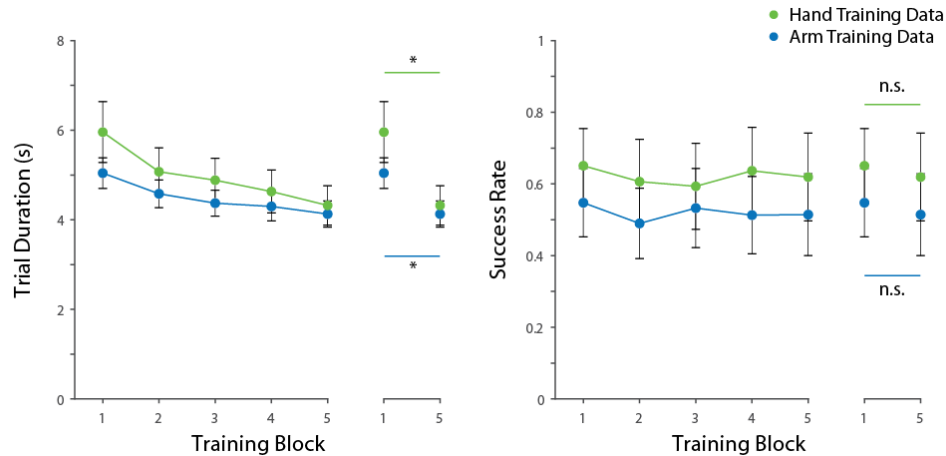 Hand Training Data
Arm Training Data
Trial Duration (s)
8
6
4
2
0
*
*
1 2 3 4 5 1 5
Training Block
Success Rate
1
0.8
0.6
0.4
0.2
0
n.s.
n.s.
1 2 3 4 5 1 5
Training Block